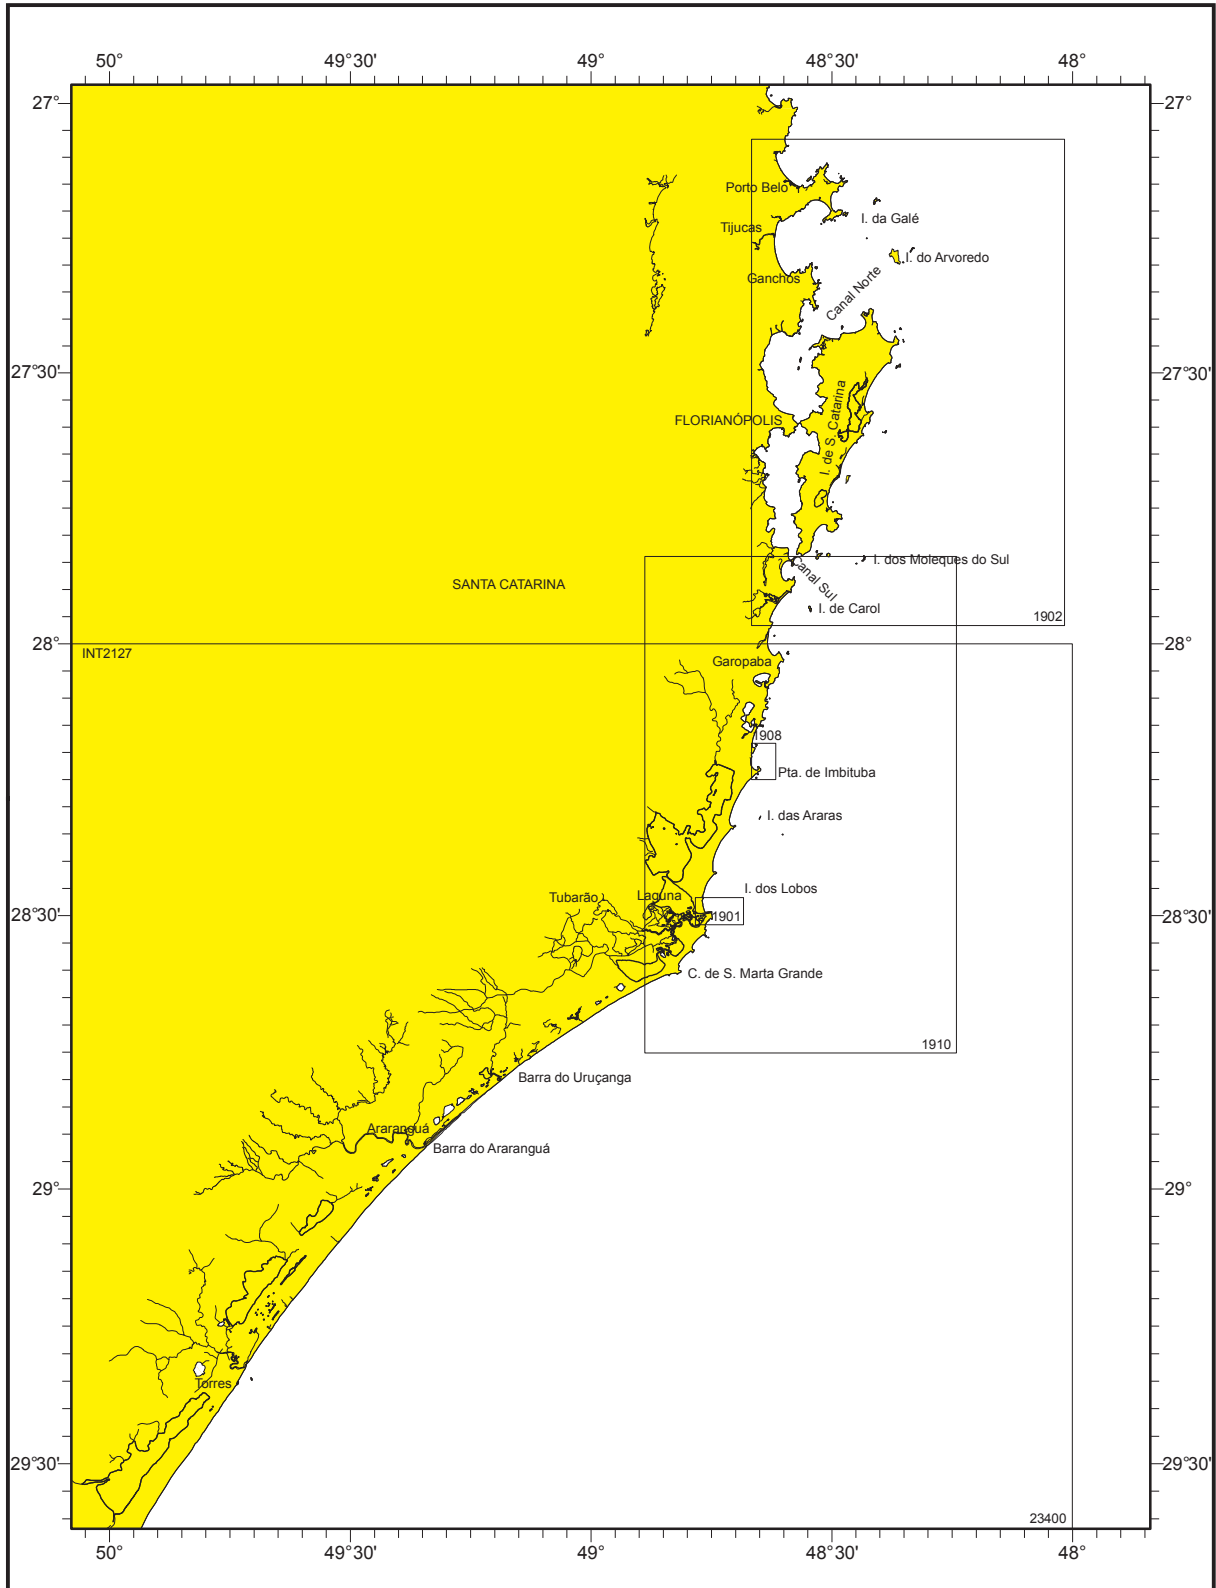 50° 49°30' 49° 48°30' 48°
27° 27°
Porto Belo
I. da Galé
Tijucas
I. do Arvoredo
Ganchos
Canal Norte
27°30' 27°30'
I. de S. Catarina
FLORIANÓPOLIS
I. dos Moleques do Sul
Canal Sul
SANTA CATARINA
I. de Carol
1902
28° 28°
INT2127
Garopaba
1908
Pta. de Imbituba
I. das Araras
I. dos Lobos
Tubarão
Laguna
28°30' 28°30'
1901
C. de S. Marta Grande
1910
Barra do Uruçanga
Araranguá
Barra do Araranguá
29° 29°
Torres
29°30' 29°30'
23400
50° 49°30' 49° 48°30' 48°